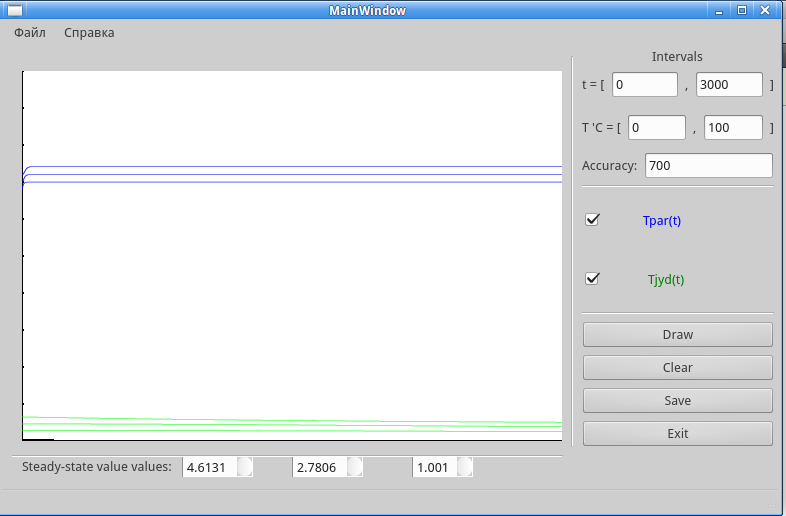 MainWindow
Файл Справка
Intervals
t = [ 0 , 3000 ]
T 'C = [ 0 , 100 ]
Accuracy: 700
Tpar(t)
Tjyd(t)
Draw
Clear
Save
Exit
Steady-state value values: 4.6131 2.7806 1.001